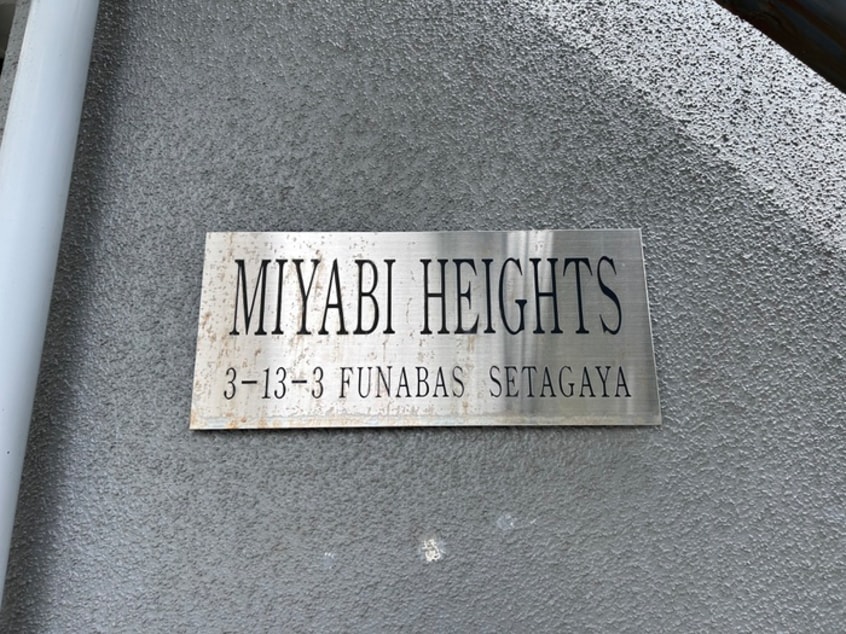 MIYABI HEIGHTS
3-13-3 FUNABAS SETAGAYA